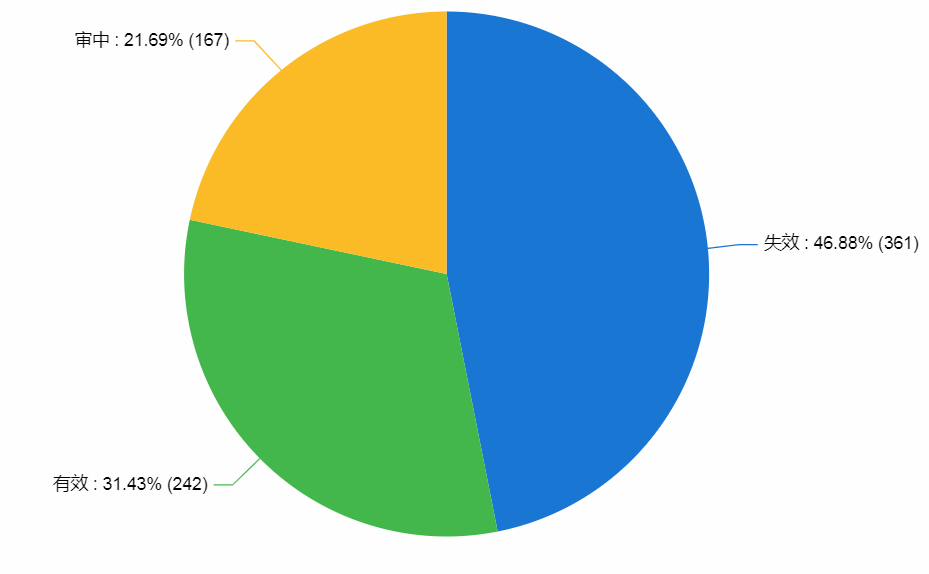 审中 : 21.69% (167)
失效 : 46.88% (361)
有效 : 31.43% (242)